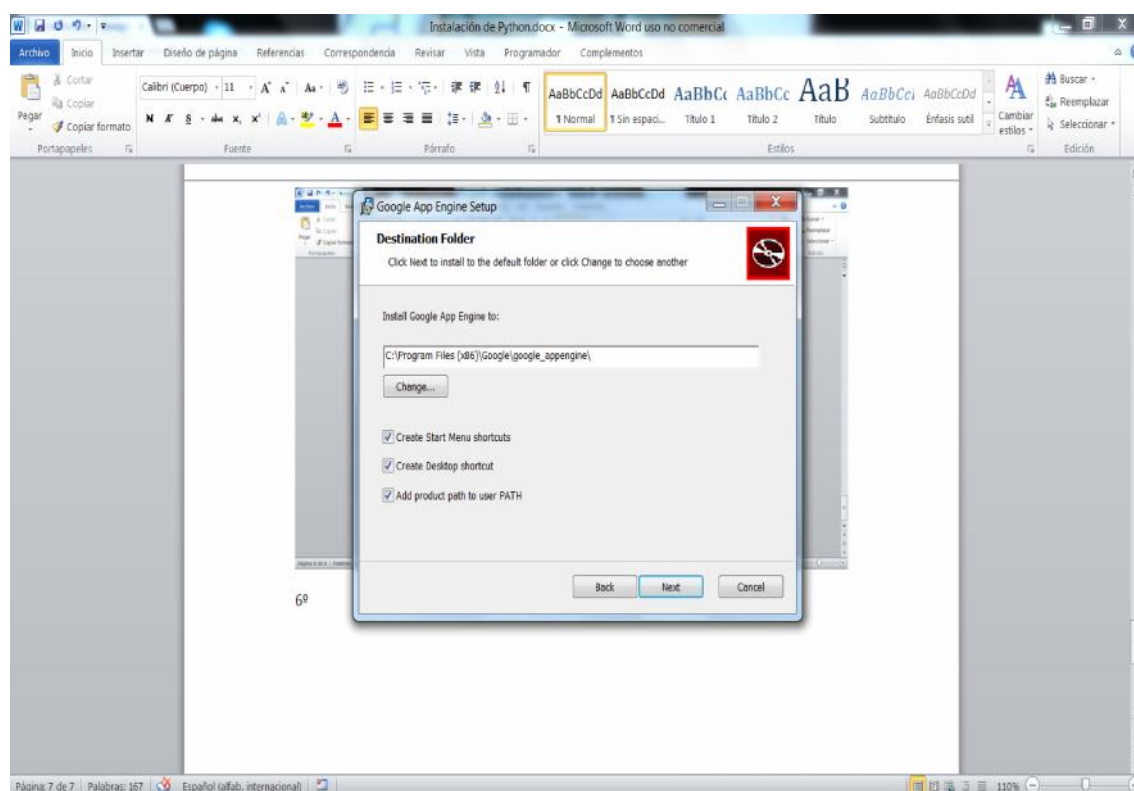 Instalación de Python.docx - Microsoft Word uso no comercial
Archivo Inicio Insertar Diseño de página Referencias Correspondencia Revisar Vista Programador Complementos
Pegar
Cortar
Copiar
Copiar formato
Portapapeles
Calibri (Cuerpo) 11
Fuente
Párrafo
AaBbCcDd AaBbCcDd AaBbCc AaBbCc AaB AaBbCcI AaBbCcDd
¶ Normal ¶ Sin espaci... Título 1 Título 2 Título Subtítulo Énfasis sutil
Estilos
Cambiar
estilos
Buscar
Reemplazar
Seleccionar
Edición
Google App Engine Setup
Destination Folder
Click Next to install to the default folder or click Change to choose another
Install Google App Engine to:
C:\Program Files (x86)\Google\google_appengine\
Change...
Create Start Menu shortcuts
Create Desktop shortcut
Add product path to user PATH
Back Next Cancel
6º
Página: 7 de 7 Palabras: 167 Español (alfab. internacional) 110%